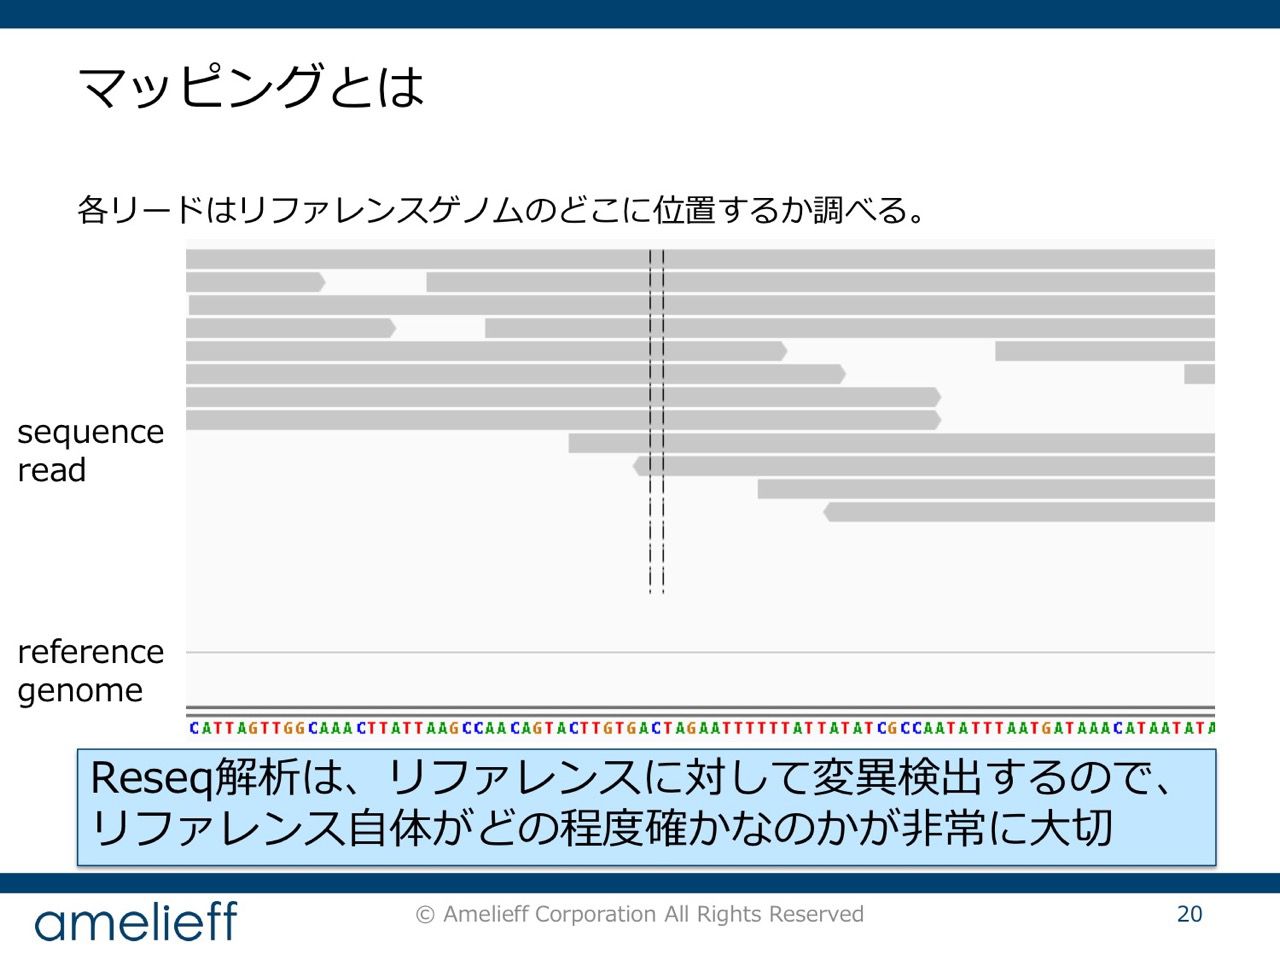 マッピングとは
各リードはリファレンスゲノムのどこに位置するか調べる。
sequence
read
reference
genome
CATTAGTTGGCAAACTTATTAAGCCAACAGTACTTGTGACTAGAATTTTTTATTATATCGCCAATATTTAATGATAAACATAATATA
Reseq解析は、リファレンスに対して変異検出するので、
リファレンス自体がどの程度確かなのかが非常に大切
amelieff
© Amelieff Corporation All Rights Reserved
20